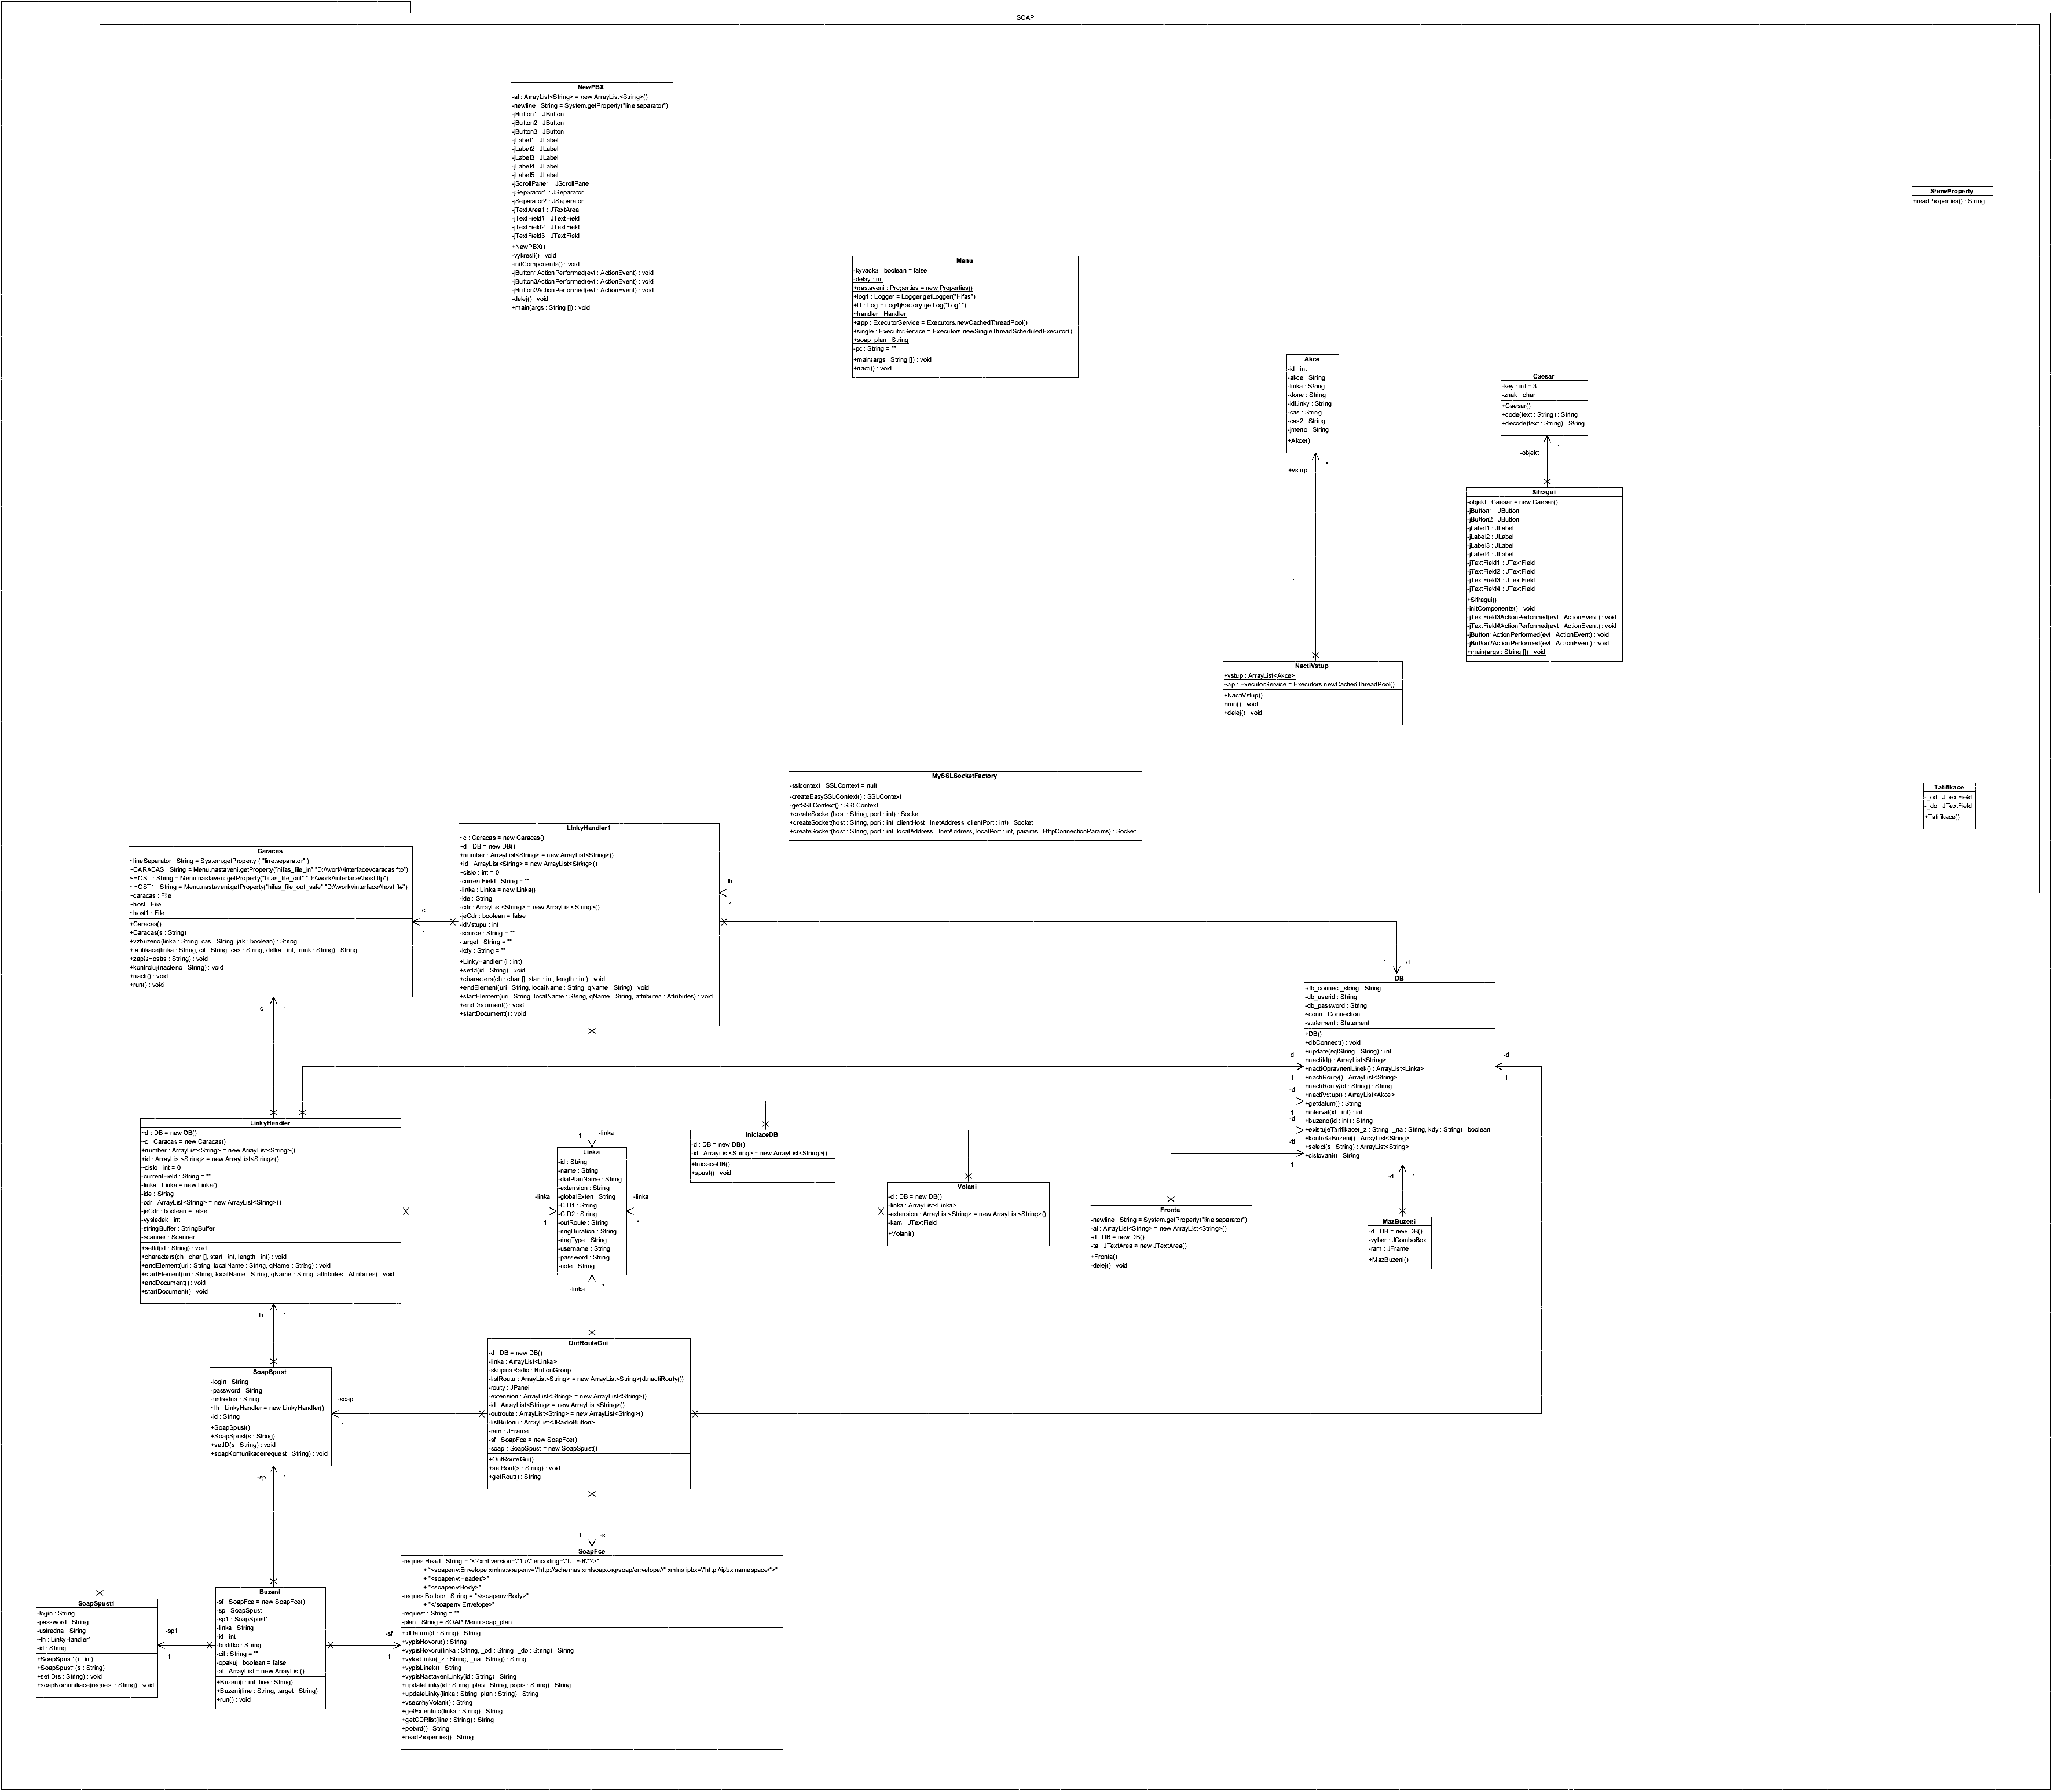 SOAP
NewPBX
-al : ArrayList<String> = new ArrayList<String>()
-newline : String = System.getProperty("line.separator")
-jButton1 : JButton
-jButton2 : JButton
-jButton3 : JButton
-jLabel1 : JLabel
-jLabel2 : JLabel
-jLabel3 : JLabel
-jLabel4 : JLabel
-jLabel5 : JLabel
-jScrollPane1 : JScrollPane
-jSeparator1 : JSeparator
-jSeparator2 : JSeparator
-jTextArea1 : JTextArea
-jTextField1 : JTextField
-jTextField2 : JTextField
-jTextField3 : JTextField
+NewPBX()
-vykresli() : void
-initComponents() : void
-jButton1ActionPerformed(evt : ActionEvent) : void
-jButton3ActionPerformed(evt : ActionEvent) : void
-jButton2ActionPerformed(evt : ActionEvent) : void
-delej() : void
+main(args : String []) : void
ShowProperty
+readProperties() : String
Menu
-kyvacka : boolean = false
-delay : int
+nastaveni : Properties = new Properties()
+log1 : Logger = Logger.getLogger("Hifas")
+l1 : Log = Log4jFactory.getLog("Log1")
~handler : Handler
+app : ExecutorService = Executors.newCachedThreadPool()
+single : ExecutorService = Executors.newSingleThreadScheduledExecutor()
+soap_plan : String
-pc : String = ""
+main(args : String []) : void
+nacti() : void
Akce
-id : int
-akce : String
-linka : String
-done : String
-idLinky : String
-cas : String
-cas2 : String
-jmeno : String
+Akce()
+vstup
*
Caesar
-key : int = 3
-znak : char
+Caesar()
+code(text : String) : String
+decode(text : String) : String
-objekt
1
Sifragui
-objekt : Caesar = new Caesar()
-jButton1 : JButton
-jButton2 : JButton
-jLabel1 : JLabel
-jLabel2 : JLabel
-jLabel3 : JLabel
-jLabel4 : JLabel
-jTextField1 : JTextField
-jTextField2 : JTextField
-jTextField3 : JTextField
-jTextField4 : JTextField
+Sifragui()
-initComponents() : void
-jTextField3ActionPerformed(evt : ActionEvent) : void
-jTextField4ActionPerformed(evt : ActionEvent) : void
-jButton1ActionPerformed(evt : ActionEvent) : void
-jButton2ActionPerformed(evt : ActionEvent) : void
+main(args : String []) : void
NactiVstup
+vstup : ArrayList<Akce>
~ap : ExecutorService = Executors.newCachedThreadPool()
+NactiVstup()
+run() : void
+delej() : void
MySSLSocketFactory
-sslcontext : SSLContext = null
-createEasySSLContext() : SSLContext
-getSSLContext() : SSLContext
+createSocket(host : String, port : int) : Socket
+createSocket(host : String, port : int, clientHost : InetAddress, clientPort : int) : Socket
+createSocket(host : String, port : int, localAddress : InetAddress, localPort : int, params : HttpConnectionParams) : Socket
Tatifikace
-_od : JTextField
-_do : JTextField
+Tatifikace()
Caracas
~lineSeparator : String = System.getProperty ( "line.separator" )
~CARACAS : String = Menu.nastaveni.getProperty("hifas_file_in","D:\\work\\interface\\caracas.ftp")
~HOST : String = Menu.nastaveni.getProperty("hifas_file_out","D:\\work\\interface\\host.ftp")
~HOST1 : String = Menu.nastaveni.getProperty("hifas_file_out_safe","D:\\work\\interface\\host.ft#")
~caracas : File
~host : File
~host1 : File
+Caracas()
+Caracas(s : String)
+vzbuzeno(linka : String, cas : String, jak : boolean) : String
+tatifikace(linka : String, cil : String, cas : String, delka : int, trunk : String) : String
+zapisHost(s : String) : void
+kontroluj(nacteno : String) : void
+nacti() : void
+run() : void
c
1
LinkyHandler1
~c : Caracas = new Caracas()
~d : DB = new DB()
+number : ArrayList<String> = new ArrayList<String>()
+id : ArrayList<String> = new ArrayList<String>()
~cislo : int = 0
-currentField : String = ""
-linka : Linka = new Linka()
-ide : String
-cdr : ArrayList<String> = new ArrayList<String>()
-jeCdr : boolean = false
-idVstupu : int
-source : String = ""
-target : String = ""
-kdy : String = ""
+LinkyHandler1(i : int)
+setId(id : String) : void
+characters(ch : char [], start : int, length : int) : void
+endElement(uri : String, localName : String, qName : String) : void
+startElement(uri : String, localName : String, qName : String, attributes : Attributes) : void
+endDocument() : void
+startDocument() : void
lh
1
1
d
DB
-db_connect_string : String
-db_userid : String
-db_password : String
~conn : Connection
-statement : Statement
+DB()
+dbConnect() : void
+update(sqlString : String) : int
+nactiId() : ArrayList<String>
+nactiOpravneniLinek() : ArrayList<Linka>
+nactiRouty() : ArrayList<String>
+nactiRouty(id : String) : String
+nactiVstup() : ArrayList<Akce>
+getdatum() : String
+interval(id : int) : int
+buzeno(id : int) : String
+existujeTarifikace(_z : String, _na : String, kdy : String) : boolean
+kontrolaBuzeni() : ArrayList<String>
+select(s : String) : ArrayList<String>
+cislovani() : String
c
1
d
1
-d
1
-d
-d
1
-d
1
LinkyHandler
~d : DB = new DB()
~c : Caracas = new Caracas()
+number : ArrayList<String> = new ArrayList<String>()
+id : ArrayList<String> = new ArrayList<String>()
~cislo : int = 0
-currentField : String = ""
-linka : Linka = new Linka()
-ide : String
-cdr : ArrayList<String> = new ArrayList<String>()
-jeCdr : boolean = false
-vysledek : int
-stringBuffer : StringBuffer
-scanner : Scanner
+setId(id : String) : void
+characters(ch : char [], start : int, length : int) : void
+endElement(uri : String, localName : String, qName : String) : void
+startElement(uri : String, localName : String, qName : String, attributes : Attributes) : void
+endDocument() : void
+startDocument() : void
1
-linka
Linka
-id : String
-name : String
-dialPlanName : String
-extension : String
-globalExten : String
-CID1 : String
-CID2 : String
-outRoute : String
-ringDuration : String
-ringType : String
-username : String
-password : String
-note : String
-linka
1
-linka
*
-linka
*
IniciaceDB
-d : DB = new DB()
-id : ArrayList<String> = new ArrayList<String>()
+IniciaceDB()
+spust() : void
Volani
-d : DB = new DB()
-linka : ArrayList<Linka>
-extension : ArrayList<String> = new ArrayList<String>()
-kam : JTextField
+Volani()
Fronta
-newline : String = System.getProperty("line.separator")
-al : ArrayList<String> = new ArrayList<String>()
-d : DB = new DB()
-ta : JTextArea = new JTextArea()
+Fronta()
-delej() : void
-d
1
MazBuzeni
-d : DB = new DB()
-vyber : JComboBox
-ram : JFrame
+MazBuzeni()
lh
1
SoapSpust
-login : String
-password : String
-ustredna : String
~lh : LinkyHandler = new LinkyHandler()
-id : String
+SoapSpust()
+SoapSpust(s : String)
+setID(s : String) : void
+soapKomunikace(request : String) : void
-soap
1
OutRouteGui
-d : DB = new DB()
-linka : ArrayList<Linka>
-skupinaRadio : ButtonGroup
-listRoutu : ArrayList<String> = new ArrayList<String>(d.nactiRouty())
-routy : JPanel
-extension : ArrayList<String> = new ArrayList<String>()
-id : ArrayList<String> = new ArrayList<String>()
-outroute : ArrayList<String> = new ArrayList<String>()
-listButonu : ArrayList<JRadioButton>
-ram : JFrame
-sf : SoapFce = new SoapFce()
-soap : SoapSpust = new SoapSpust()
+OutRouteGui()
+setRout(s : String) : void
+getRout() : String
-sp
1
1
-sf
SoapFce
-requestHead : String = "<?xml version=\"1.0\" encoding=\"UTF-8\"?>"
+ "<soapenv:Envelope xmlns:soapenv=\"http://schemas.xmlsoap.org/soap/envelope/\" xmlns:ipbx=\"http://ipbx.namespace\">"
+ "<soapenv:Header/>"
+ "<soapenv:Body>"
-requestBottom : String = "</soapenv:Body>"
+ "</soapenv:Envelope>"
-request : String = ""
-plan : String = SOAP.Menu.soap_plan
+xlDatum(d : String) : String
+vypisHovoru() : String
+vypisHovoru(linka : String, _od : String, _do : String) : String
+vytocLinku(_z : String, _na : String) : String
+vypisLinek() : String
+vypisNastaveniLinky(id : String) : String
+updateLinky(id : String, plan : String, popis : String) : String
+updateLinky(linka : String, plan : String) : String
+vsecnhyVolani() : String
+getExtenInfo(linka : String) : String
+getCDRlist(line : String) : String
+potvrd() : String
+readProperties() : String
Buzeni
-sf : SoapFce = new SoapFce()
-sp : SoapSpust
-sp1 : SoapSpust1
-linka : String
-id : int
-buditko : String
-cil : String = ""
-opakuj : boolean = false
-al : ArrayList = new ArrayList()
+Buzeni(i : int, line : String)
+Buzeni(line : String, target : String)
+run() : void
-sf
1
SoapSpust1
-login : String
-password : String
-ustredna : String
~lh : LinkyHandler1
-id : String
+SoapSpust1(i : int)
+SoapSpust1(s : String)
+setID(s : String) : void
+soapKomunikace(request : String) : void
-sp1
1